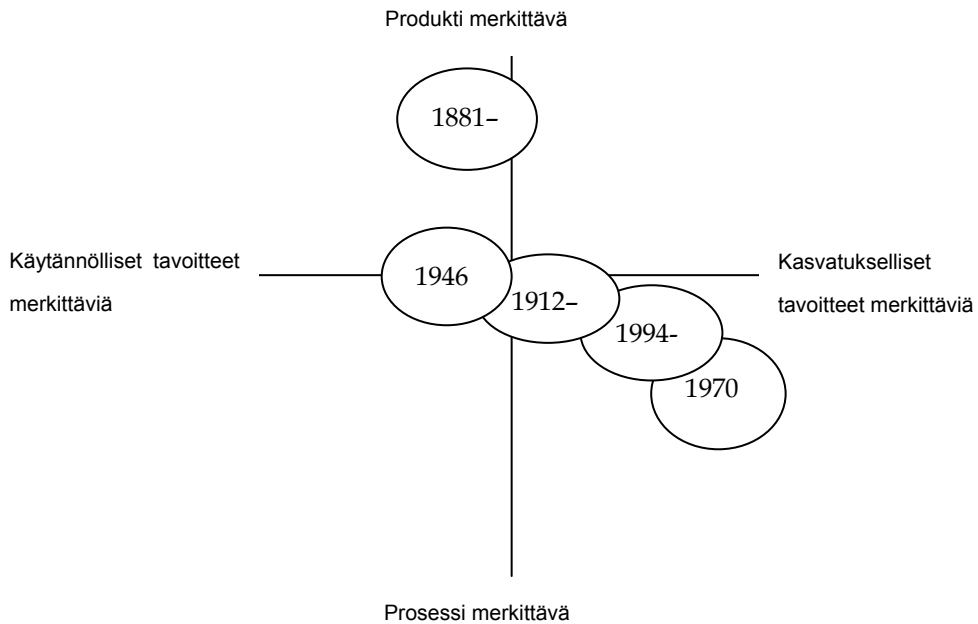 Produkti merkittävä
1881–
Käytännölliset tavoitteet
merkittäviä
1946
1912–
Kasvatukselliset
tavoitteet merkittäviä
1994-
1970
Prosessi merkittävä